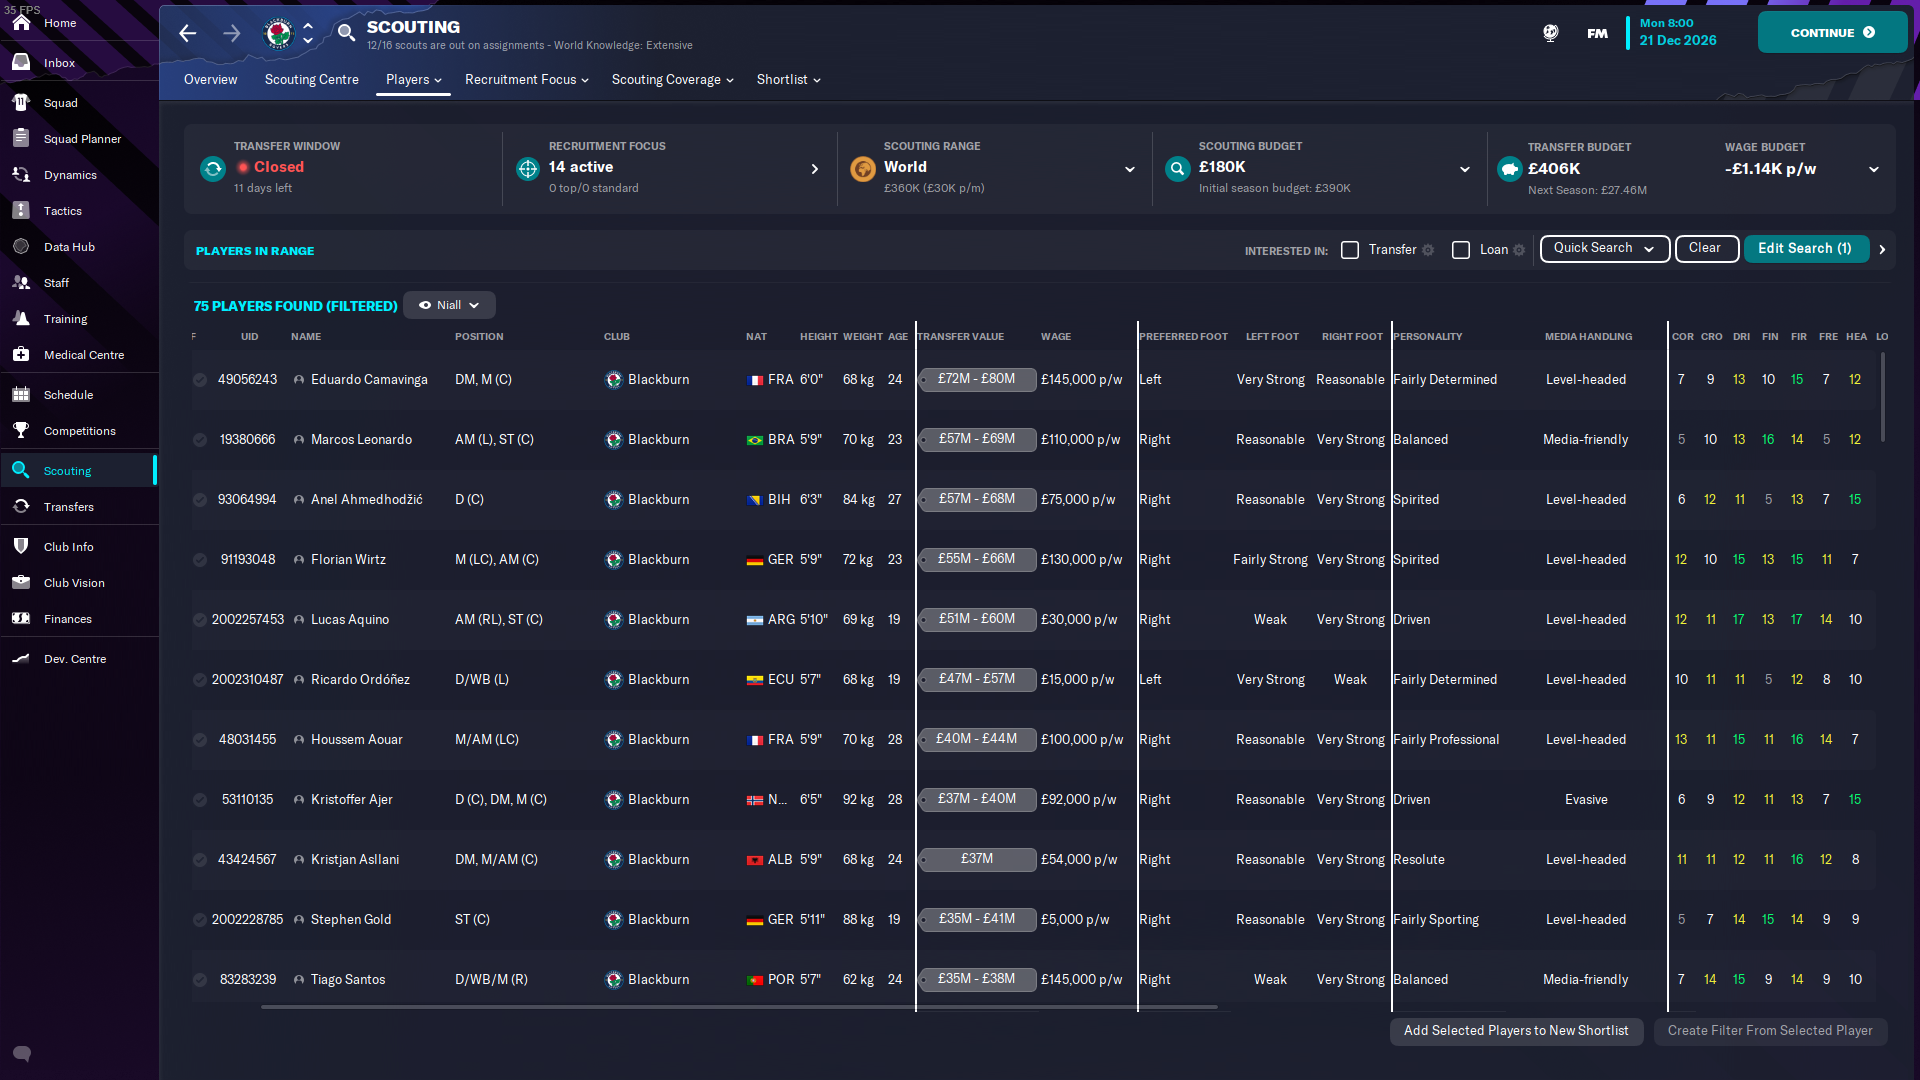 35 FPS
Home
Inbox
Squad
Squad Planner
Dynamics
Tactics
Data Hub
Staff
Training
Medical Centre
Schedule
Competitions
Scouting
Transfers
Club Info
Club Vision
Finances
Dev. Centre
SCOUTING
12/16 scouts are out on assignments - World Knowledge: Extensive
FM
Mon 8:00
21 Dec 2026
CONTINUE
Overview Scouting Centre Players Recruitment Focus Scouting Coverage Shortlist
TRANSFER WINDOW
Closed
11 days left
RECRUITMENT FOCUS
14 active
0 top/0 standard
SCOUTING RANGE
World
£360K (£30K p/m)
SCOUTING BUDGET
£180K
Initial season budget: £390K
TRANSFER BUDGET
£406K
Next Season: £27.46M
WAGE BUDGET
-£1.14K p/w
PLAYERS IN RANGE
INTERESTED IN: Transfer Loan Quick Search Clear Edit Search (1)
75 PLAYERS FOUND (FILTERED) Niall
UID NAME POSITION CLUB NAT HEIGHT WEIGHT AGE TRANSFER VALUE WAGE PREFERRED FOOT LEFT FOOT RIGHT FOOT PERSONALITY MEDIA HANDLING COR CRO DRI FIN FIR FRE HEA LO
49056243 Eduardo Camavinga DM, M (C) Blackburn FRA 6'0" 68 kg 24 £72M - £80M £145,000 p/w Left Very Strong Reasonable Fairly Determined Level-headed 7 9 13 10 15 7 12
19380666 Marcos Leonardo AM (L), ST (C) Blackburn BRA 5'9" 70 kg 23 £57M - £69M £110,000 p/w Right Reasonable Very Strong Balanced Media-friendly 5 10 13 16 14 5 12
93064994 Anel Ahmedhodžić D (C) Blackburn BIH 6'3" 84 kg 27 £57M - £68M £75,000 p/w Right Reasonable Very Strong Spirited Level-headed 6 12 11 5 13 7 15
91193048 Florian Wirtz M (LC), AM (C) Blackburn GER 5'9" 72 kg 23 £55M - £66M £130,000 p/w Right Fairly Strong Very Strong Spirited Level-headed 12 10 15 13 15 11 7
2002257453 Lucas Aquino AM (RL), ST (C) Blackburn ARG 5'10" 69 kg 19 £51M - £60M £30,000 p/w Right Weak Very Strong Driven Level-headed 12 11 17 13 17 14 10
2002310487 Ricardo Ordóñez D/WB (L) Blackburn ECU 5'7" 68 kg 19 £47M - £57M £15,000 p/w Left Very Strong Weak Fairly Determined Level-headed 10 11 11 5 12 8 10
48031455 Houssem Aouar M/AM (LC) Blackburn FRA 5'9" 70 kg 28 £40M - £44M £100,000 p/w Right Reasonable Very Strong Fairly Professional Level-headed 13 11 15 11 16 14 7
53110135 Kristoffer Ajer D (C), DM, M (C) Blackburn N... 6'5" 92 kg 28 £37M - £40M £92,000 p/w Right Reasonable Very Strong Driven Evasive 6 9 12 11 13 7 15
43424567 Kristjan Asllani DM, M/AM (C) Blackburn ALB 5'9" 68 kg 24 £37M £54,000 p/w Right Reasonable Very Strong Resolute Level-headed 11 11 12 11 16 12 8
2002228785 Stephen Gold ST (C) Blackburn GER 5'11" 88 kg 19 £35M - £41M £5,000 p/w Right Reasonable Very Strong Fairly Sporting Level-headed 5 7 14 15 14 9 9
83283239 Tiago Santos D/WB/M (R) Blackburn POR 5'7" 62 kg 24 £35M - £38M £145,000 p/w Right Weak Very Strong Balanced Media-friendly 7 14 15 9 14 9 10
Add Selected Players to New Shortlist Create Filter From Selected Player